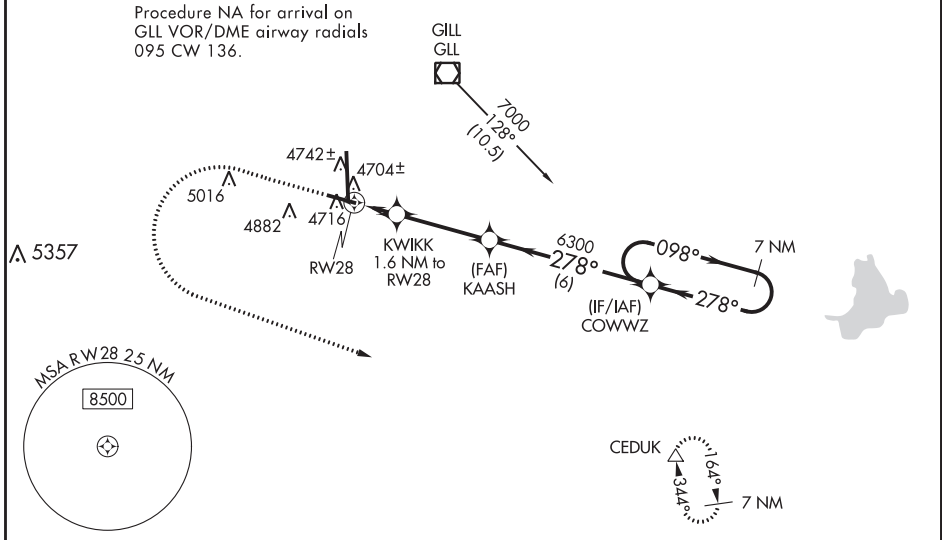 Procedure NA for arrival on
GLL VOR/DME airway radials
095 CW 136.
GILL
GLL
7000
128°
(10.5)
4742±
4704±
5016
4882
4716
5357
RW28
KWIKK
1.6 NM to
RW28
(FAF)
KAASH
6300
278°
(6)
(IF/IAF)
COWWZ
098°
7 NM
278°
MSA RW28 25 NM
8500
CEDUK
164°
344°
7 NM